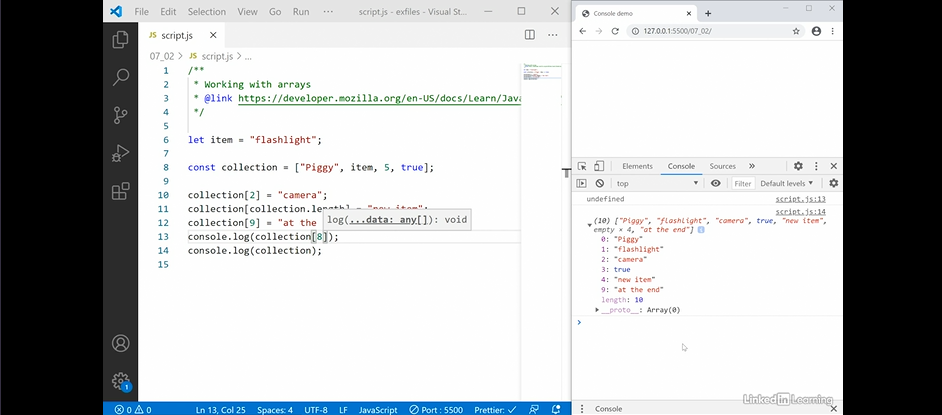 File Edit Selection View Go Run ··· script.js - exfiles - Visual St...
JS script.js ×
07_02 > JS script.js > ...
1 /**
2 * Working with arrays
3 * @link https://developer.mozilla.org/en-US/docs/Learn/Java
4 */
5
6 let item = "flashlight";
7
8 const collection = ["Piggy", item, 5, true];
9
10 collection[2] = "camera";
11 collection[collection.length] = "new item";
12 collection[9] = "at the
log(...data: any[]): void
13 console.log(collection[8]);
14 console.log(collection);
15
1
0 0 Ln 13, Col 25 Spaces: 4 UTF-8 LF JavaScript Port : 5500 Prettier: ✓
Console demo × +
127.0.0.1:5500/07_02/
Elements Console Sources »
top Filter Default levels ▼
undefined script.js:13
script.js:14
(10) ["Piggy", "flashlight", "camera", true, "new item",
empty × 4, "at the end"] i
0: "Piggy"
1: "flashlight"
2: "camera"
3: true
4: "new item"
9: "at the end"
length: 10
__proto__: Array(0)
>
Linked in Learning
Console